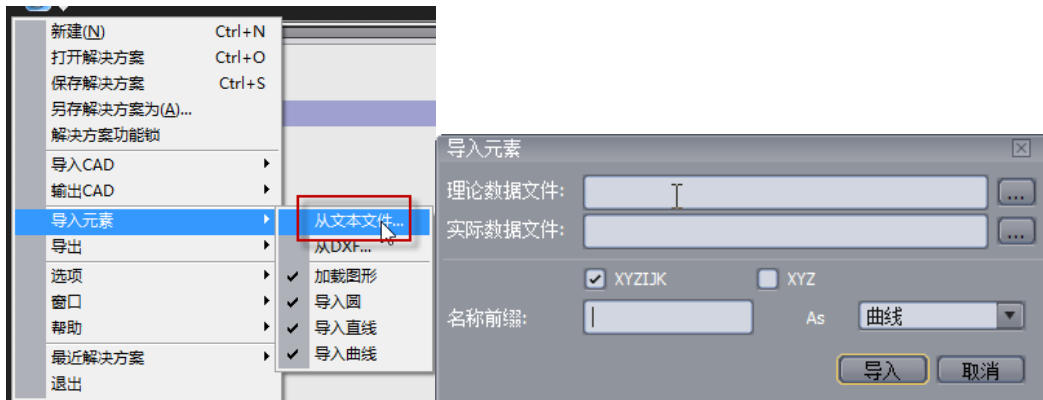 新建(N) Ctrl+N
打开解决方案 Ctrl+O
保存解决方案 Ctrl+S
另存解决方案为(A)...
解决方案功能锁
导入CAD
输出CAD
导入元素
导出
选项
窗口
帮助
最近解决方案
退出
从文本文件...
从DXF...
加载图形
导入圆
导入直线
导入曲线
导入元素
理论数据文件: ...
实际数据文件: ...
XYZIJK XYZ
名称前缀: As 曲线
导入 取消